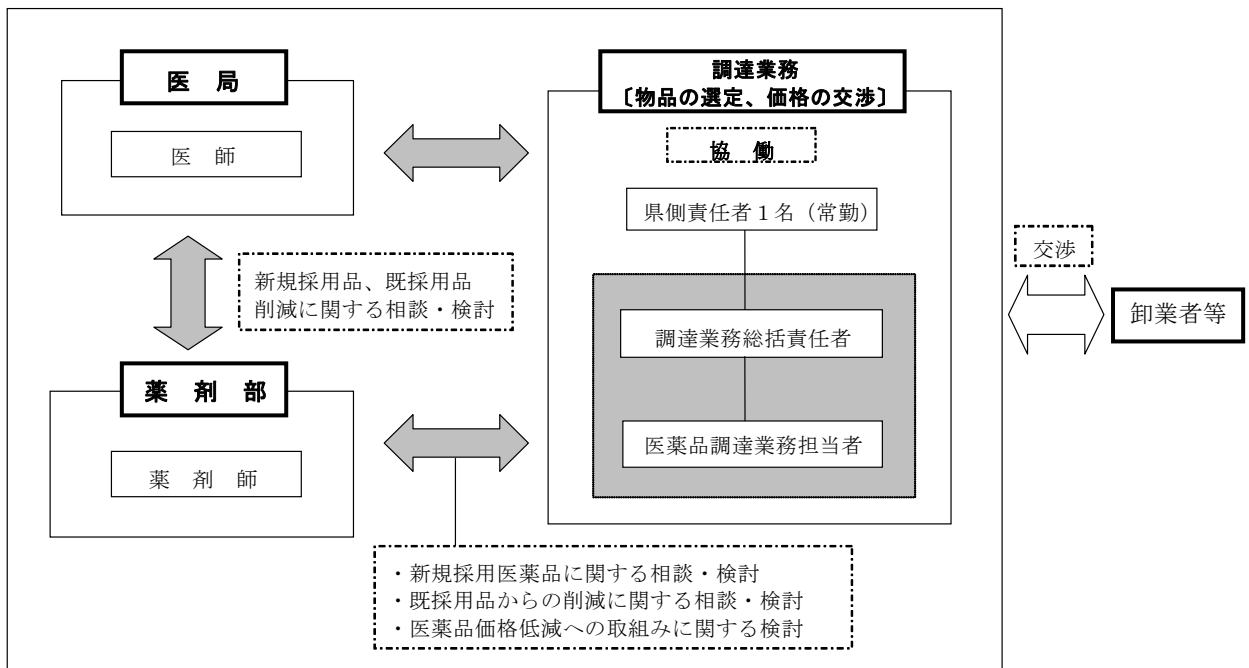 医　局
医　師
調達業務
〔物品の選定、価格の交渉〕
協　働
県側責任者１名（常勤）
新規採用品、既採用品
削減に関する相談・検討
調達業務総括責任者
医薬品調達業務担当者
交渉
卸業者等
薬　剤　部
薬　剤　師
・新規採用医薬品に関する相談・検討
・既採用品からの削減に関する相談・検討
・医薬品価格低減への取組みに関する検討